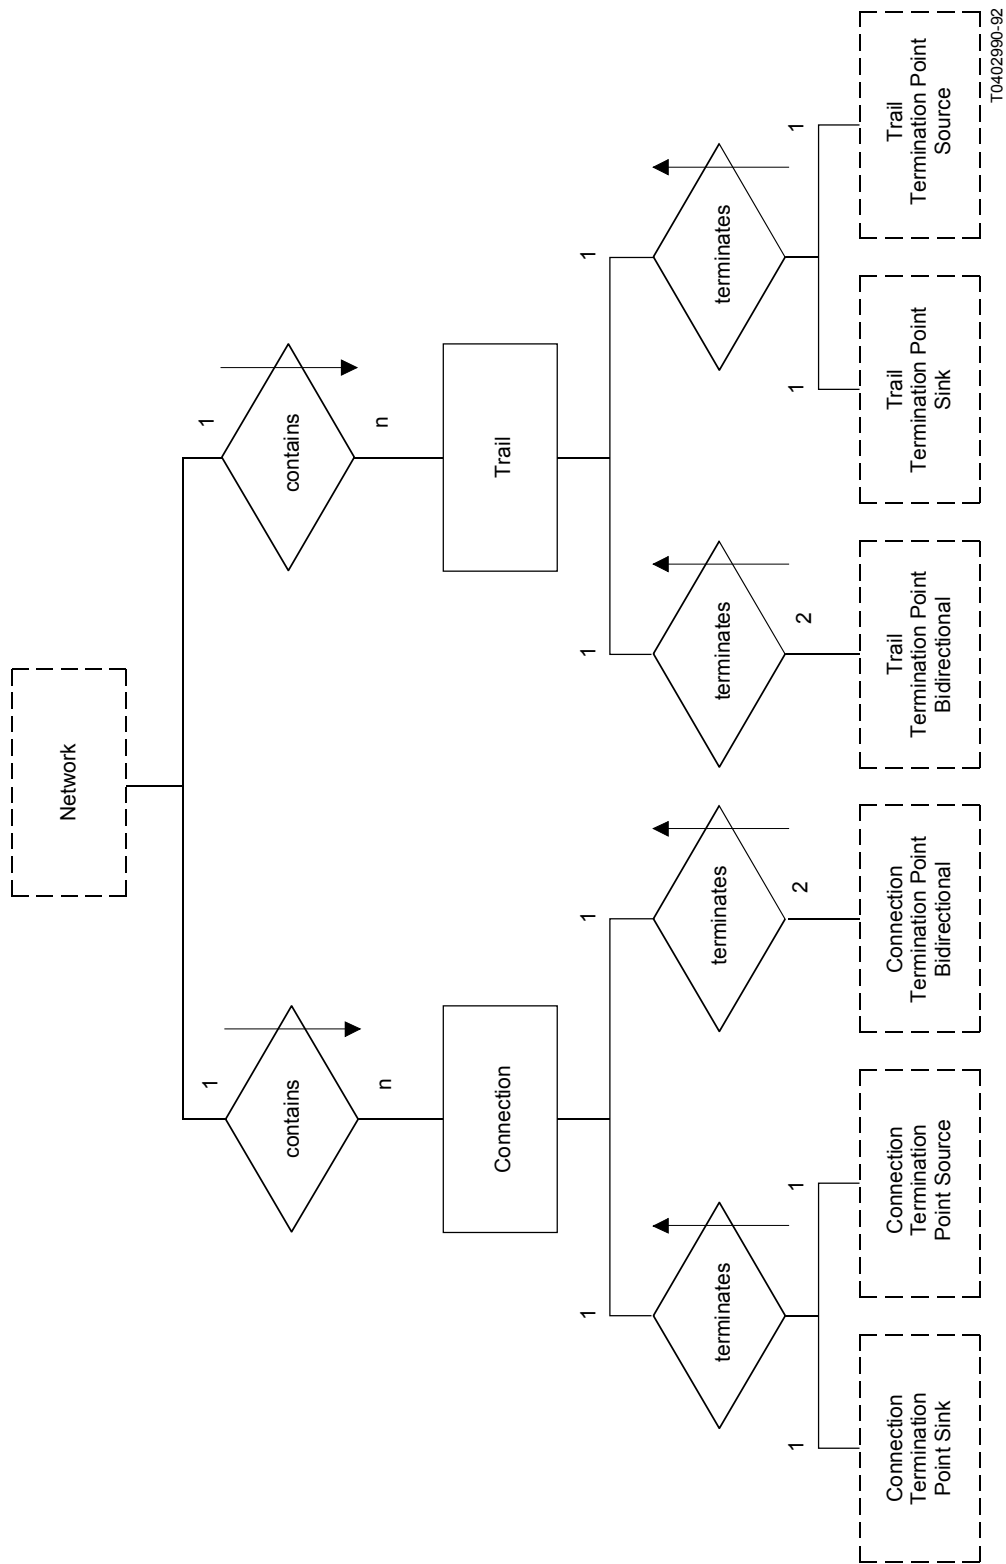 Network
1
1
contains
contains
n
n
Connection
Trail
1
1
1
1
terminates
terminates
terminates
terminates
1
1
2
2
1
1
Connection
Termination
Point Sink
Connection
Termination
Point Source
Connection
Termination Point
Bidirectional
Trail
Termination Point
Bidirectional
Trail
Termination Point
Sink
Trail
Termination Point
Source
T0402990-92